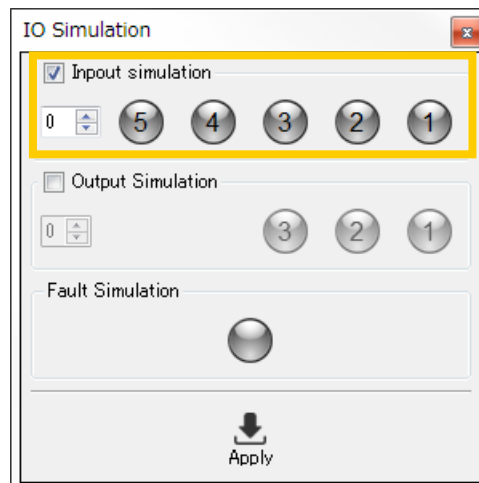 IO Simulation
Inpout simulation
0 5 4 3 2 1
Output Simulation
0 3 2 1
Fault Simulation
Apply